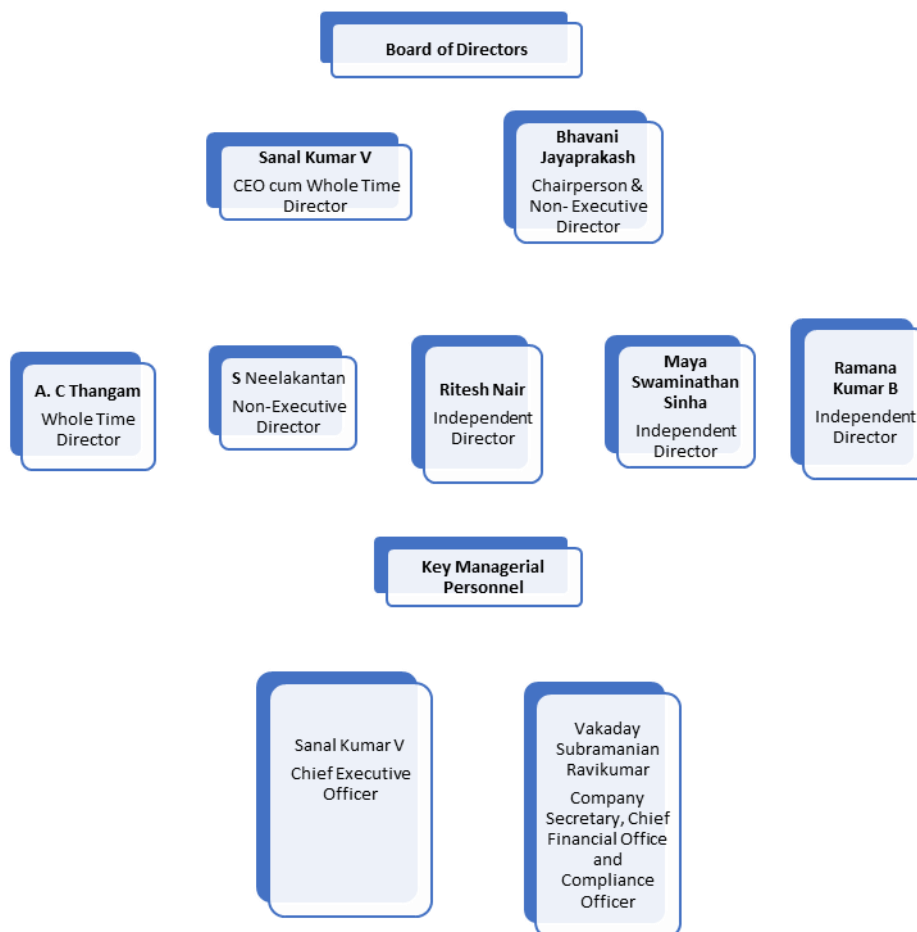 Board of Directors
Sanal Kumar V
CEO cum Whole Time
Director
Bhavani
Jayaprakash
Chairperson &
Non- Executive
Director
A. C Thangam
Whole Time
Director
S Neelakantan
Non-Executive
Director
Ritesh Nair
Independent
Director
Maya
Swaminathan
Sinha
Independent
Director
Ramana
Kumar B
Independent
Director
Key Managerial
Personnel
Sanal Kumar V
Chief Executive
Officer
Vakaday
Subramanian
Ravikumar
Company
Secretary, Chief
Financial Office
and
Compliance
Officer